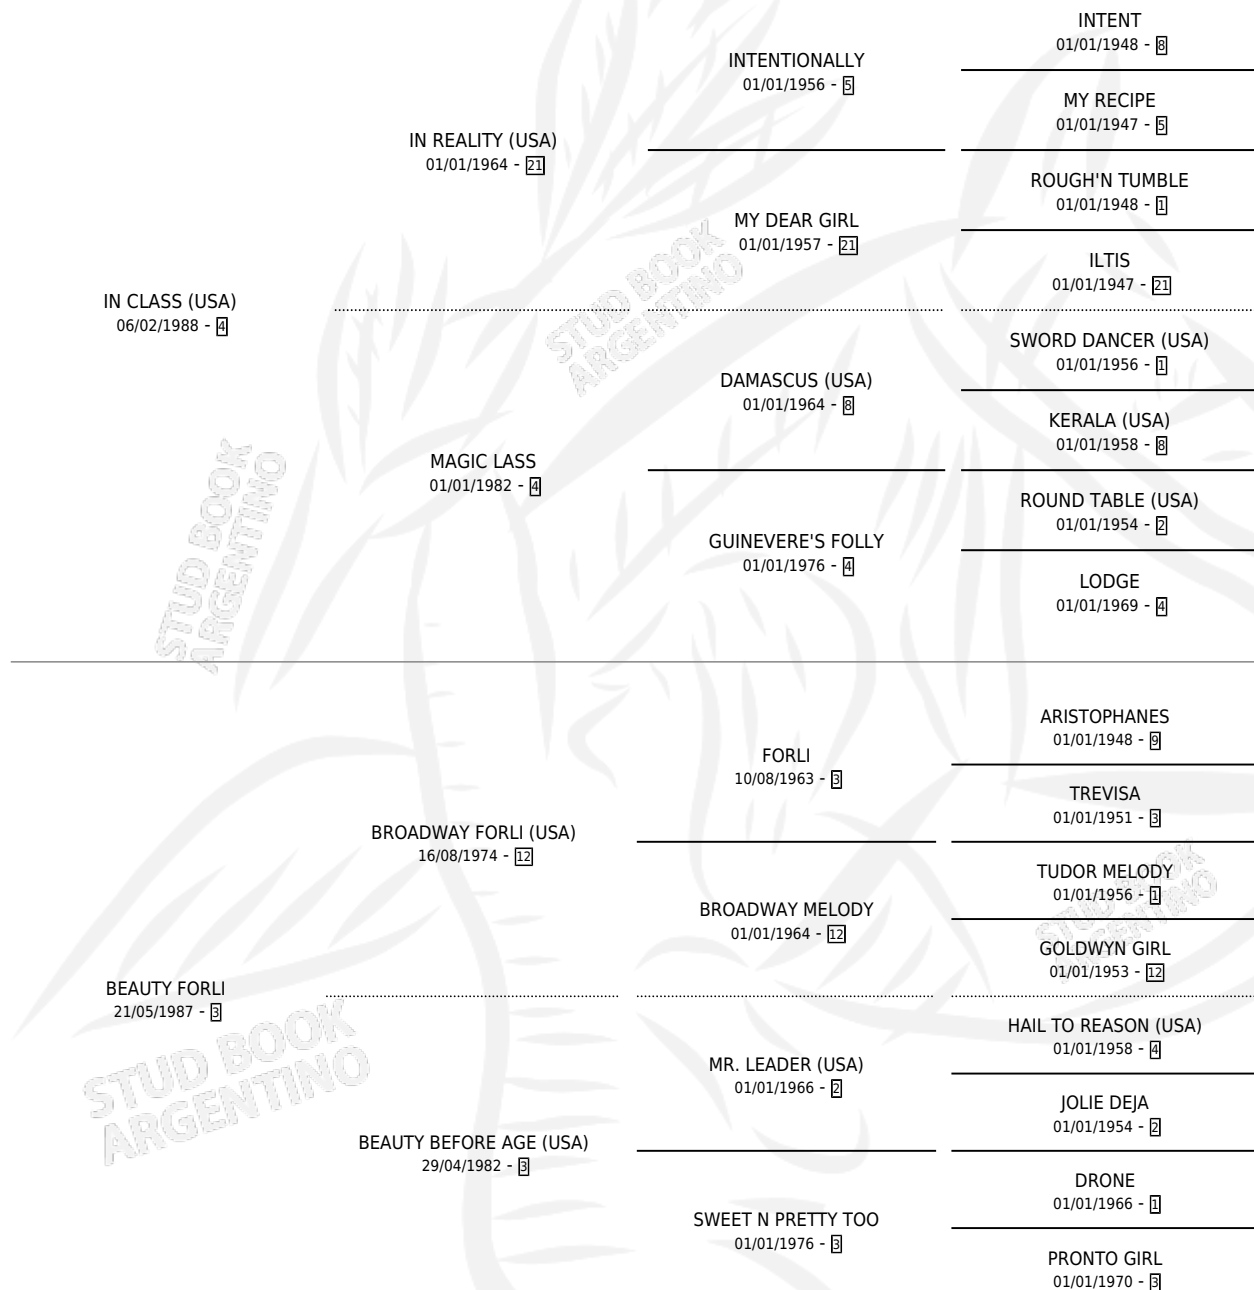 INTENT
01/01/1948 - 8
INTENTIONALLY
01/01/1956 - 5
MY RECIPE
01/01/1947 - 5
IN REALITY (USA)
01/01/1964 - 21
ROUGH'N TUMBLE
01/01/1948 - 1
MY DEAR GIRL
01/01/1957 - 21
ILTIS
01/01/1947 - 21
IN CLASS (USA)
06/02/1988 - 4
SWORD DANCER (USA)
01/01/1956 - 1
DAMASCUS (USA)
01/01/1964 - 8
KERALA (USA)
01/01/1958 - 8
MAGIC LASS
01/01/1982 - 4
ROUND TABLE (USA)
01/01/1954 - 2
GUINEVERE'S FOLLY
01/01/1976 - 4
LODGE
01/01/1969 - 4
ARISTOPHANES
01/01/1948 - 9
FORLI
10/08/1963 - 3
TREVISA
01/01/1951 - 3
BROADWAY FORLI (USA)
16/08/1974 - 12
TUDOR MELODY
01/01/1956 - 1
BROADWAY MELODY
01/01/1964 - 12
GOLDWYN GIRL
01/01/1953 - 12
BEAUTY FORLI
21/05/1987 - 3
HAIL TO REASON (USA)
01/01/1958 - 4
MR. LEADER (USA)
01/01/1966 - 2
JOLIE DEJA
01/01/1954 - 2
BEAUTY BEFORE AGE (USA)
29/04/1982 - 3
DRONE
01/01/1966 - 1
SWEET N PRETTY TOO
01/01/1976 - 3
PRONTO GIRL
01/01/1970 - 3
STUD BOOK
ARGENTINO
STUD BOOK
ARGENTINO
STUD BOOK
ARGENTINO
STUD BOOK
ARGENTINO